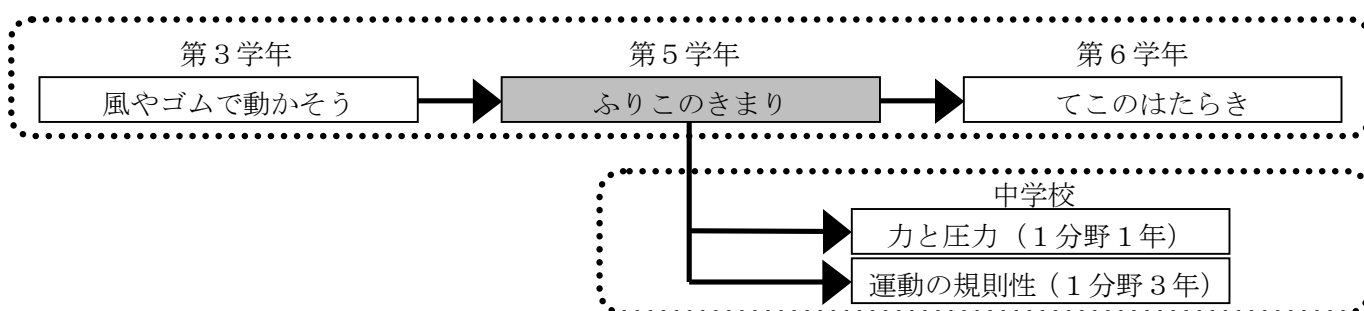 第３学年
第５学年
第６学年
風やゴムで動かそう
ふりこのきまり
てこのはたらき
中学校
力と圧力（１分野１年）
運動の規則性（１分野３年）